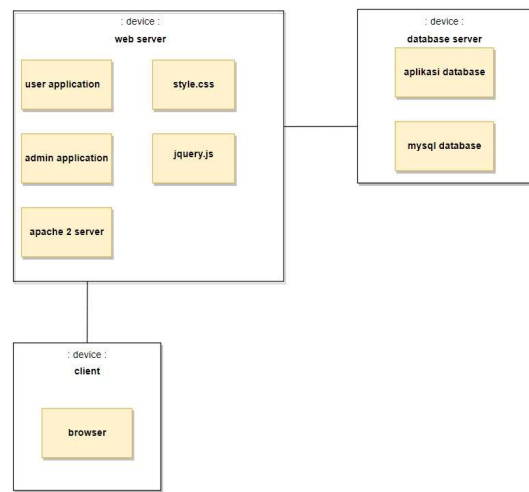 : device :
web server
user application
style.css
admin application
jquery.js
apache 2 server
: device :
database server
aplikasi database
mysql database
: device :
client
browser